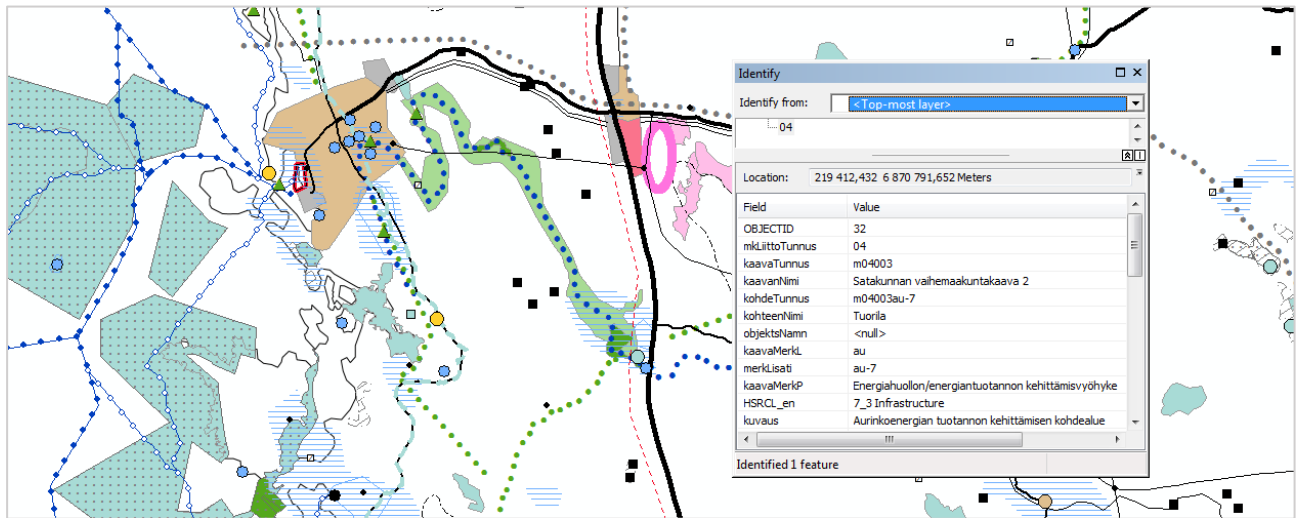 Identify
Identify from: <Top-most layer>
04
Location: 219 412,432 6 870 791,652 Meters
Field Value
OBJECTID 32
mkLiittoTunnus 04
kaavaTunnus m04003
kaavanNimi Satakunnan vaihemaakuntakaava 2
kohdeTunnus m04003au-7
kohteenNimi Tuorila
objektsNamn <null>
kaavaMerkL au
merkLisati au-7
kaavaMerkP Energiahuollon/energiantuotannon kehittämisvyöhyke
HSRCL_en 7_3 Infrastructure
kuvaus Aurinkoenergian tuotannon kehittämisen kohdealue
Identified 1 feature